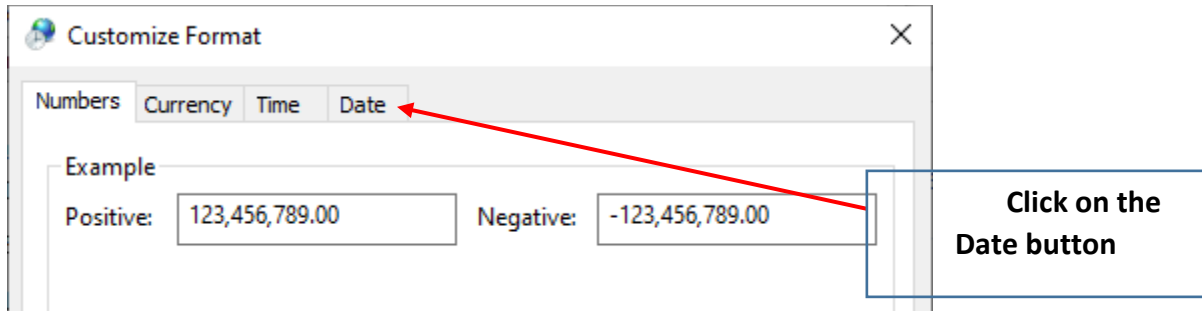 Customize Format
Numbers Currency Time Date
Example
Positive: 123,456,789.00 Negative: -123,456,789.00
Click on the
Date button